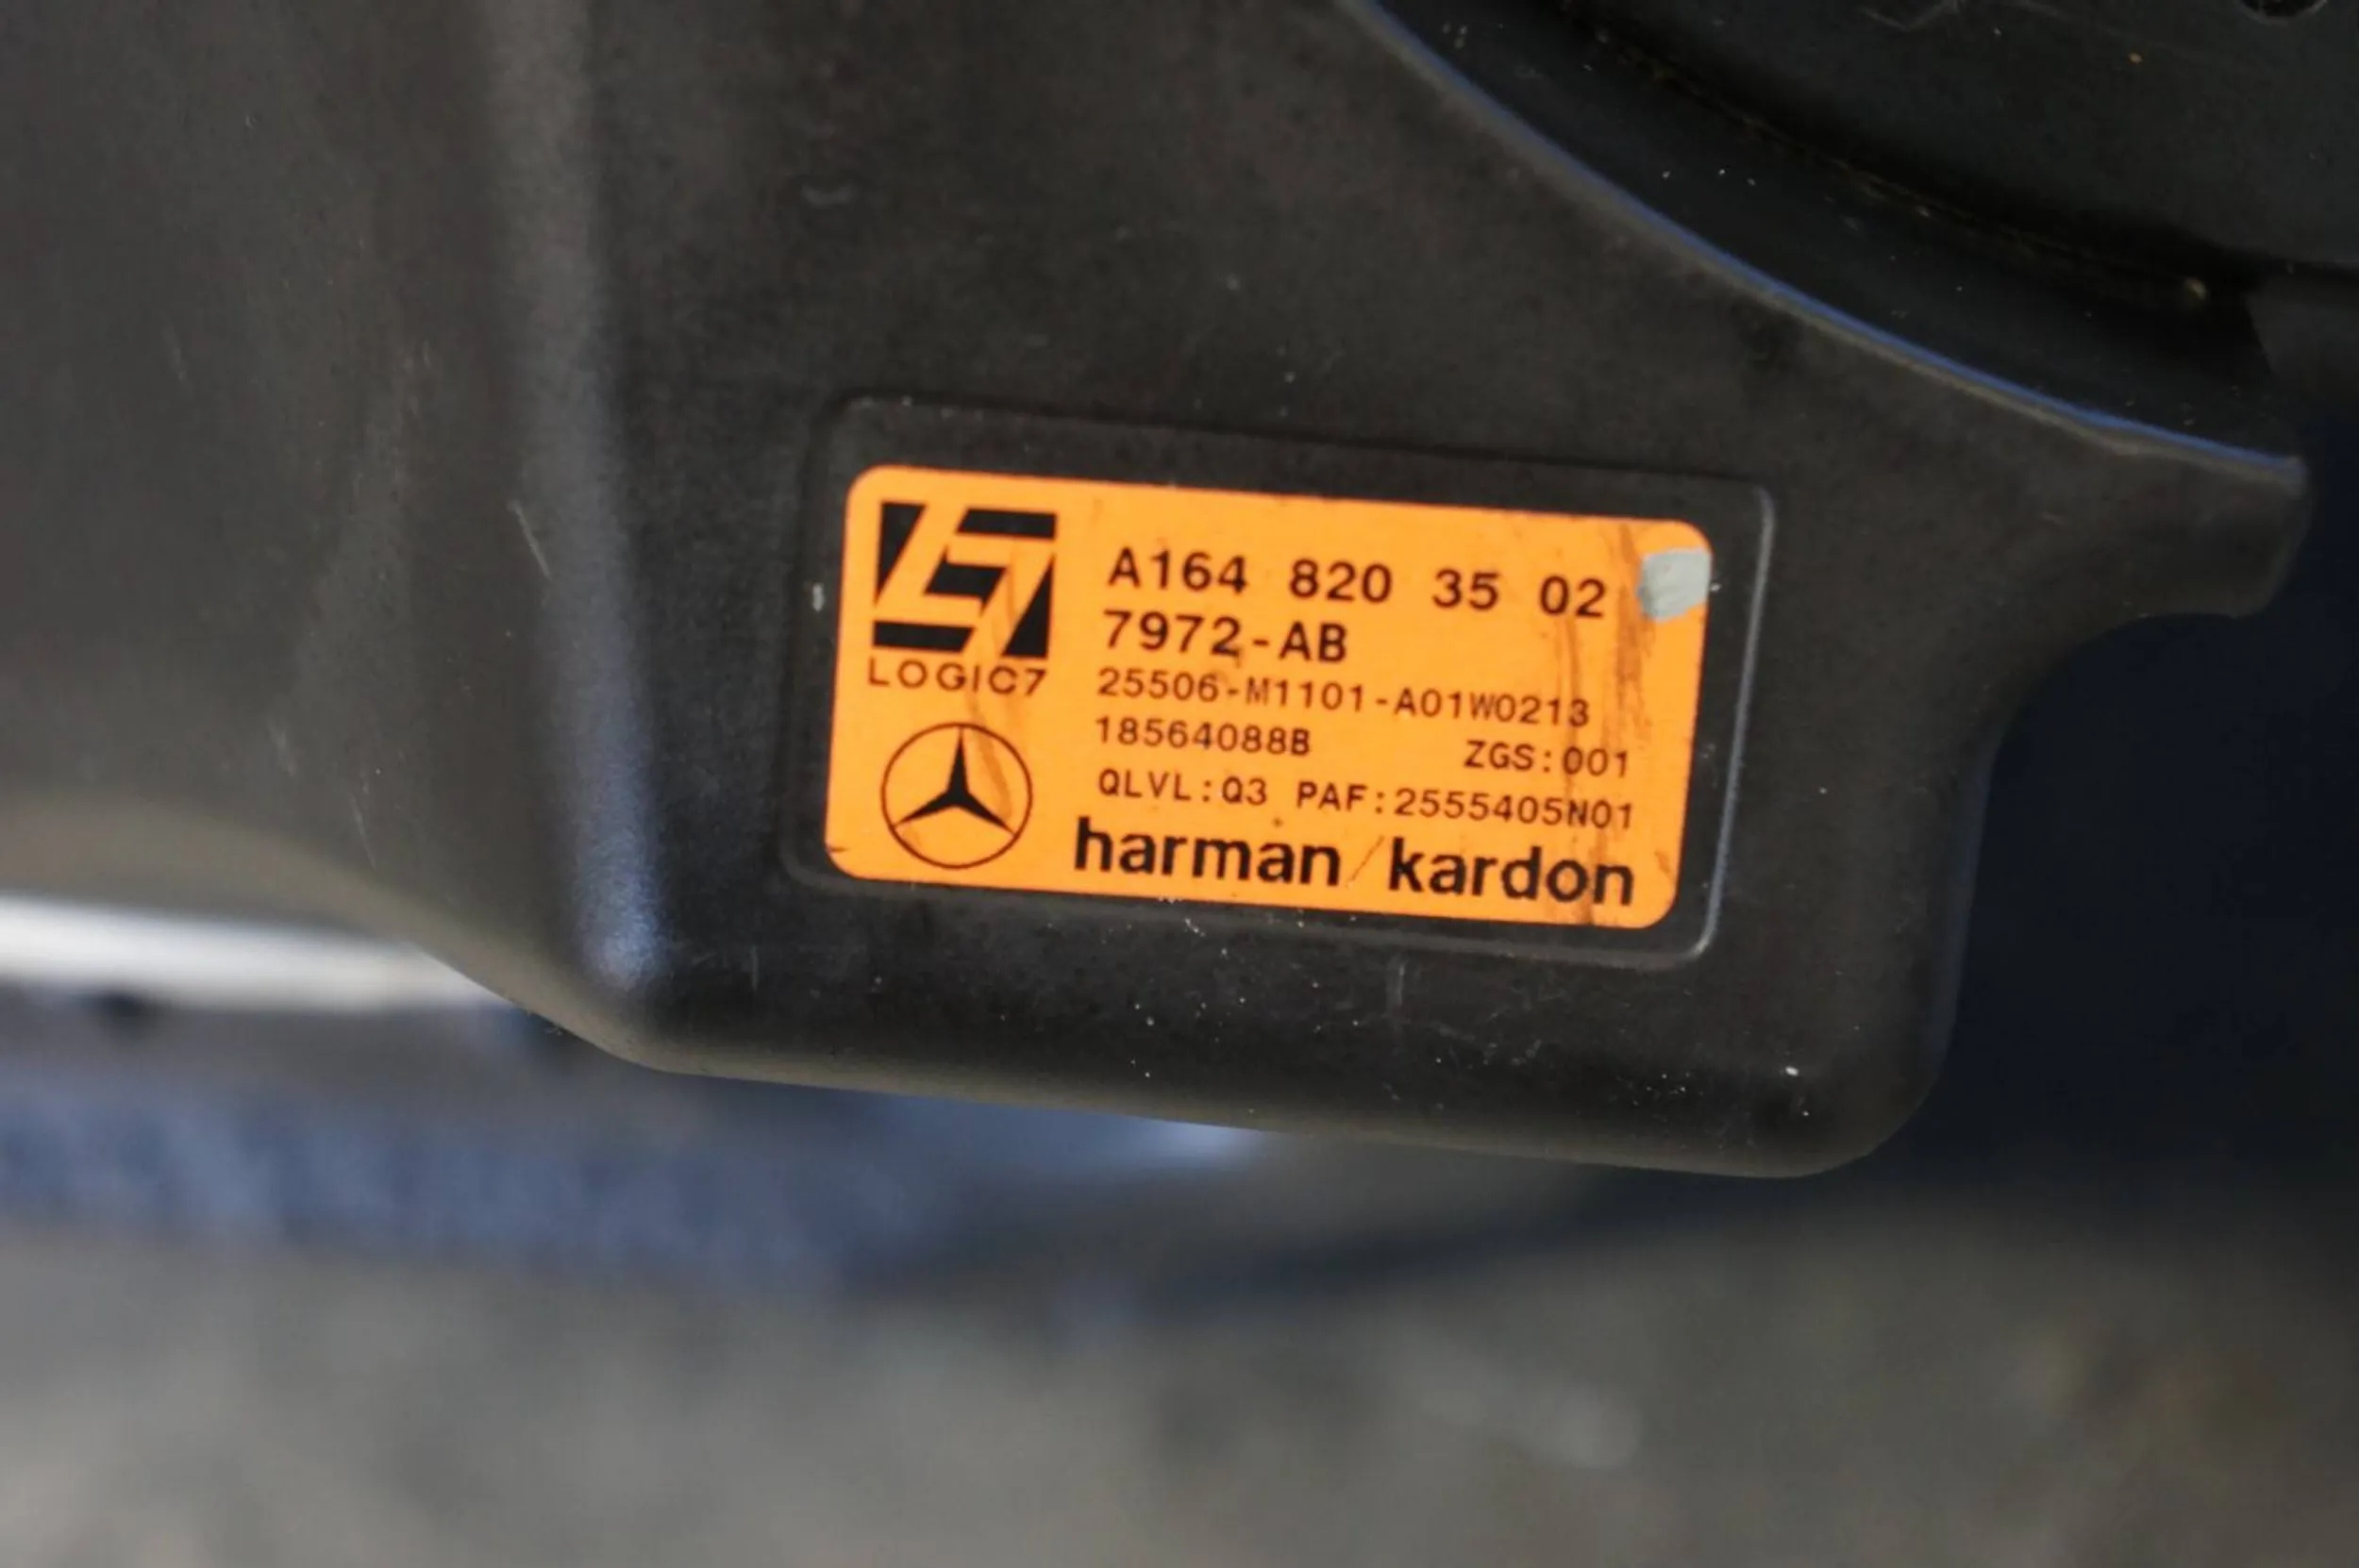 LOGIC7
A164 820 35 02
7972-AB
25506-M1101-A01W0213
18564088B ZGS:001
QLVL:Q3 PAF:2555405N01
harman/kardon